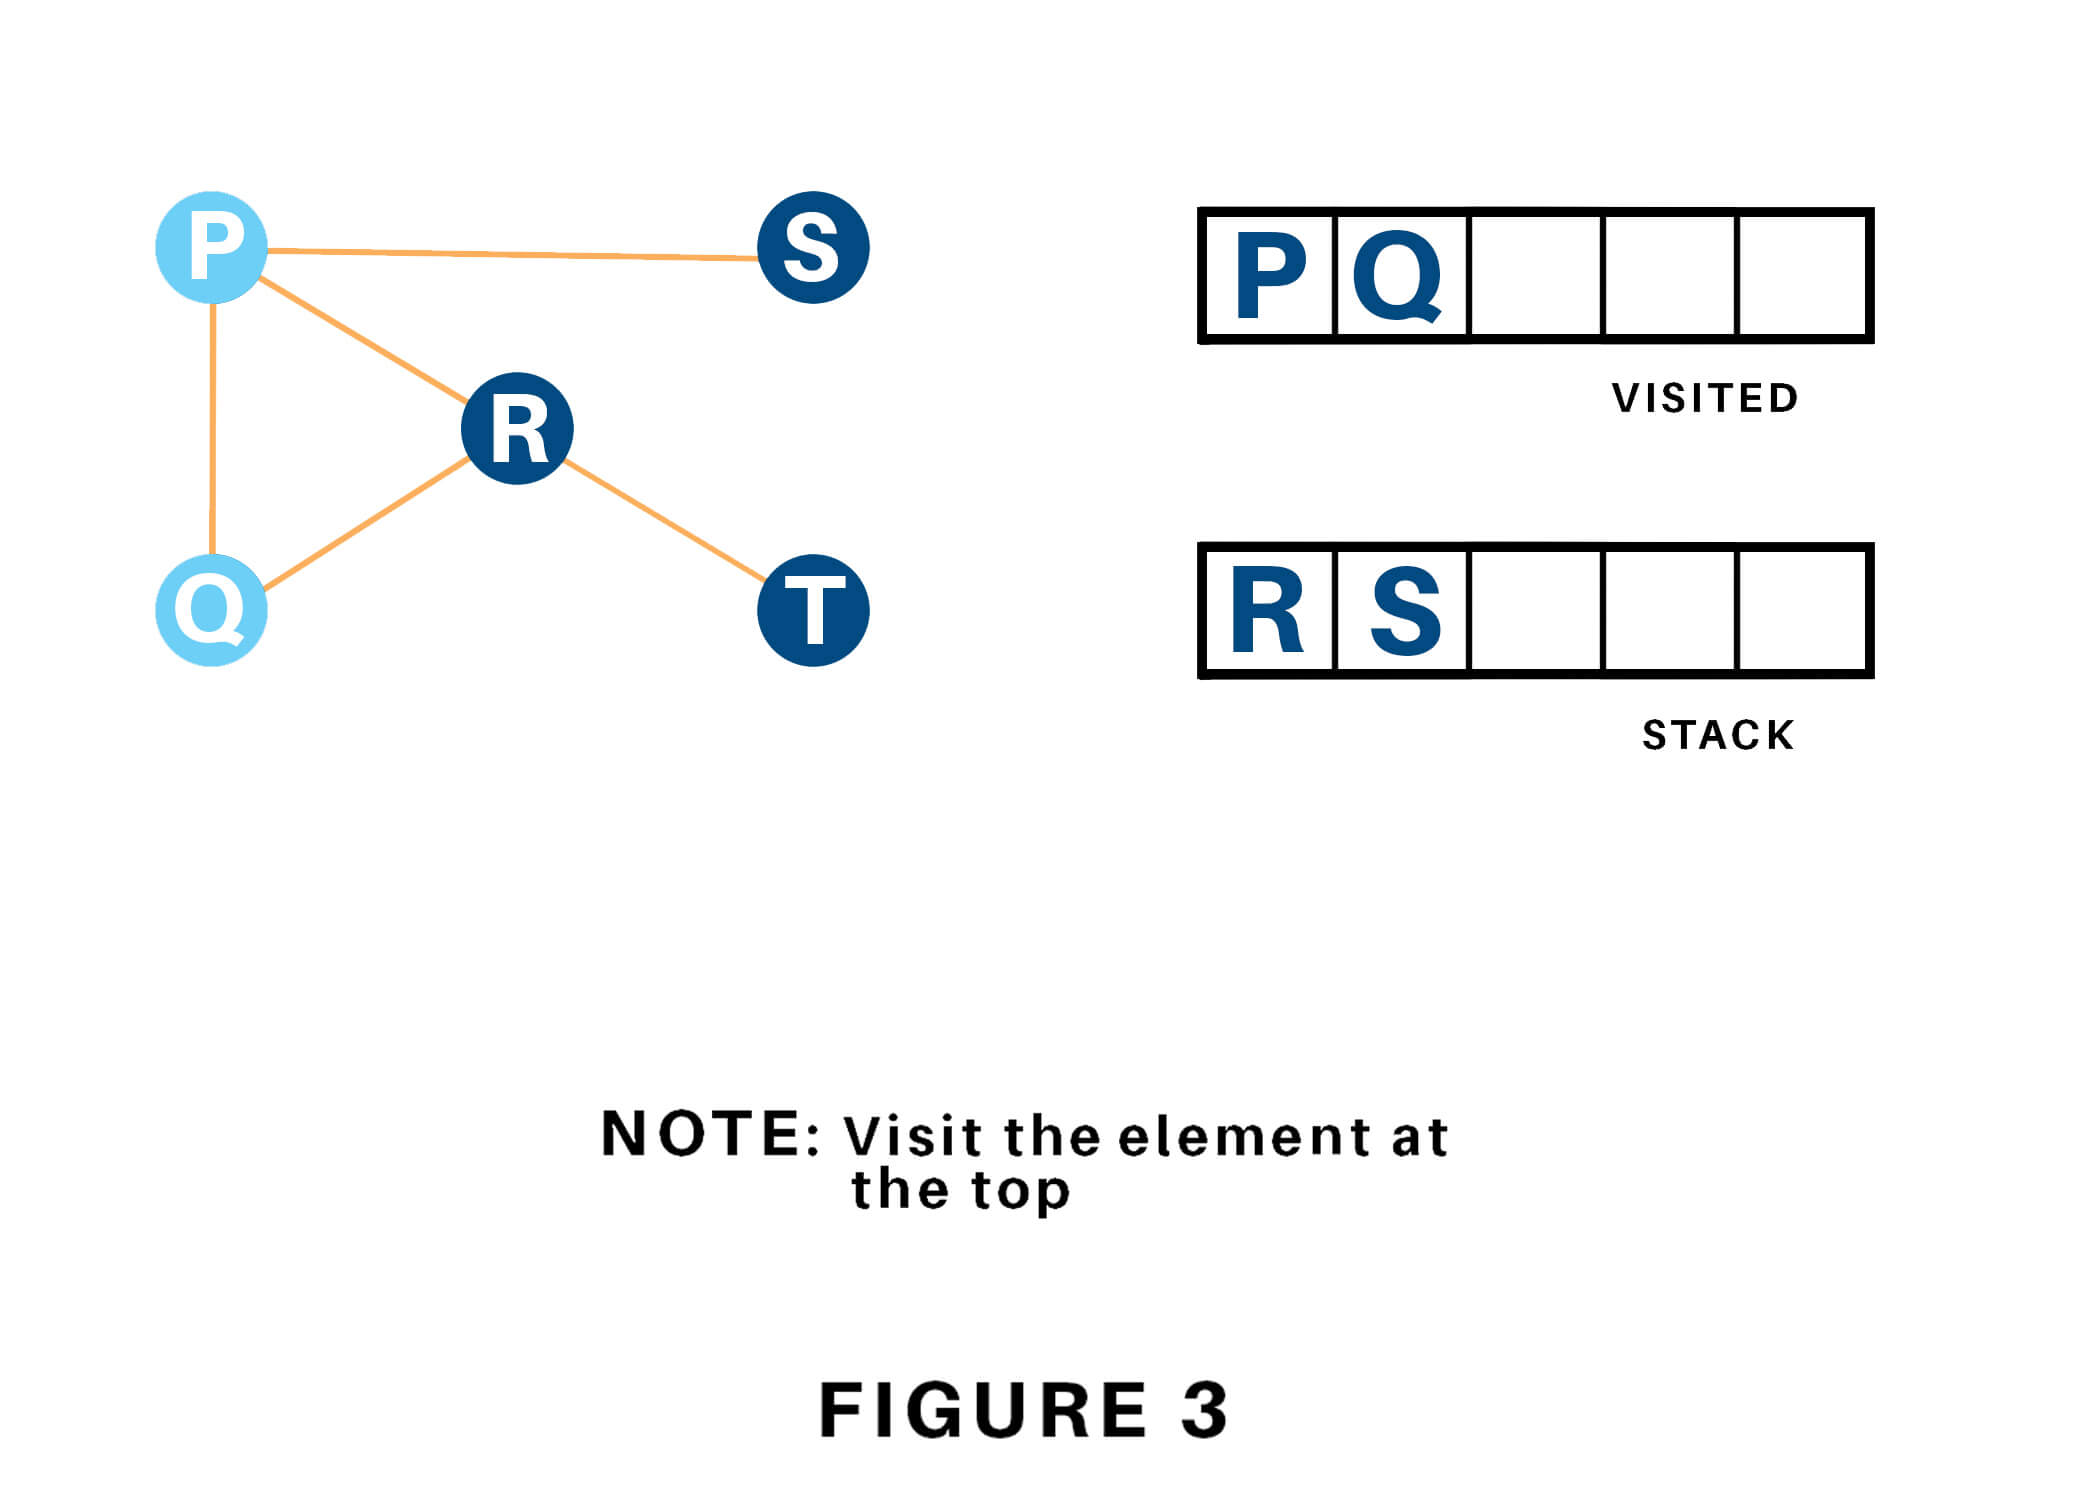 P
S
R
Q
T
P Q
VISITED
R S
STACK
NOTE: Visit the element at
the top
FIGURE 3